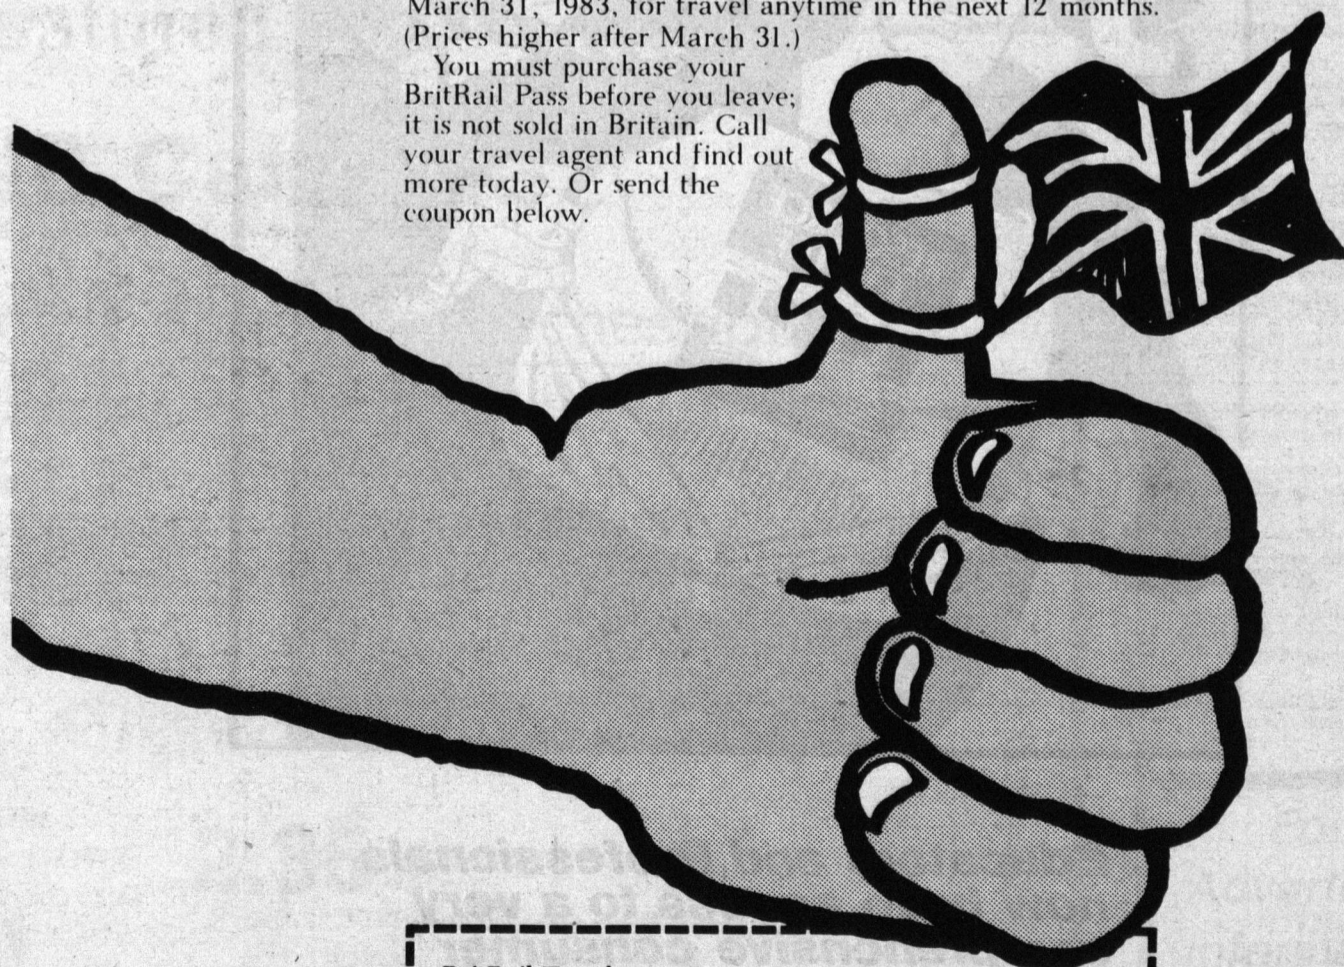 March 31, 1983, for travel anytime in the next 12 months.
(Prices higher after March 31.)
You must purchase your
BritRail Pass before you leave;
it is not sold in Britain. Call
your travel agent and find out
more today. Or send the
coupon below.